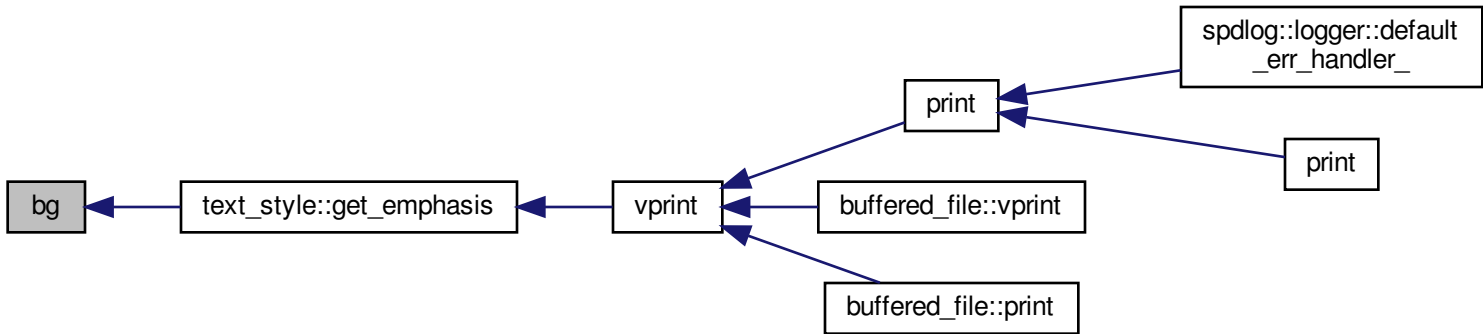 spdlog::logger::default
_err_handler_
print
print
bg
text_style::get_emphasis
vprint
buffered_file::vprint
buffered_file::print